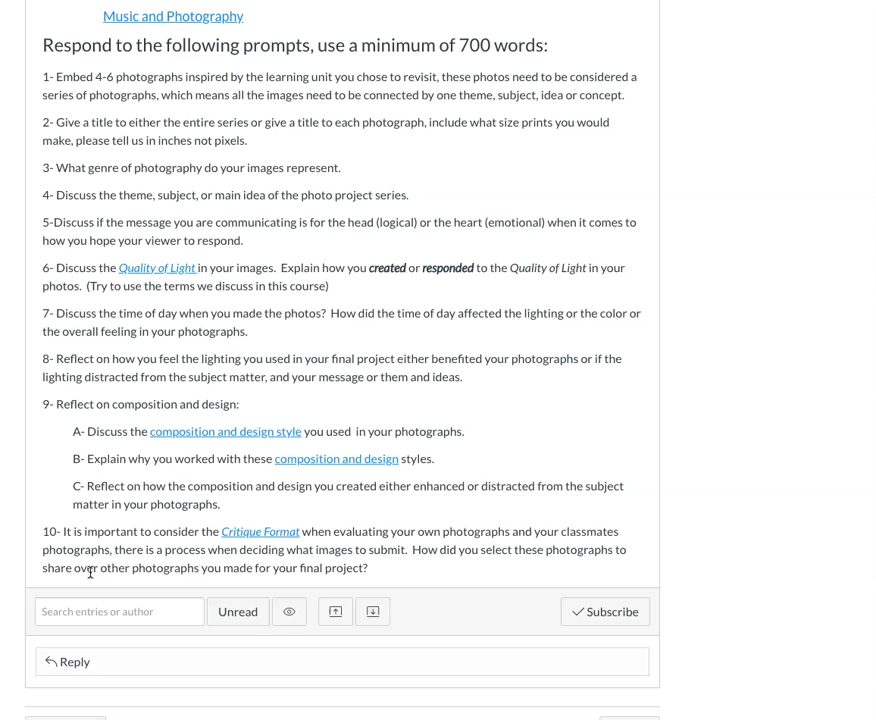 Music and Photography
Respond to the following prompts, use a minimum of 700 words:
1- Embed 4-6 photographs inspired by the learning unit you chose to revisit, these photos need to be considered a
series of photographs, which means all the images need to be connected by one theme, subject, idea or concept.
2- Give a title to either the entire series or give a title to each photograph, include what size prints you would
make, please tell us in inches not pixels.
3- What genre of photography do your images represent.
4- Discuss the theme, subject, or main idea of the photo project series.
5-Discuss if the message you are communicating is for the head (logical) or the heart (emotional) when it comes to
how you hope your viewer to respond.
6- Discuss the Quality of Light in your images.  Explain how you created or responded to the Quality of Light in your
photos.  (Try to use the terms we discuss in this course)
7- Discuss the time of day when you made the photos?  How did the time of day affected the lighting or the color or
the overall feeling in your photographs.
8- Reflect on how you feel the lighting you used in your final project either benefited your photographs or if the
lighting distracted from the subject matter, and your message or them and ideas.
9- Reflect on composition and design:
A- Discuss the composition and design style you used  in your photographs.
B- Explain why you worked with these composition and design styles.
C- Reflect on how the composition and design you created either enhanced or distracted from the subject
matter in your photographs.
10- It is important to consider the Critique Format when evaluating your own photographs and your classmates
photographs, there is a process when deciding what images to submit.  How did you select these photographs to
share over other photographs you made for your final project?
Search entries or author Unread Subscribe
Reply